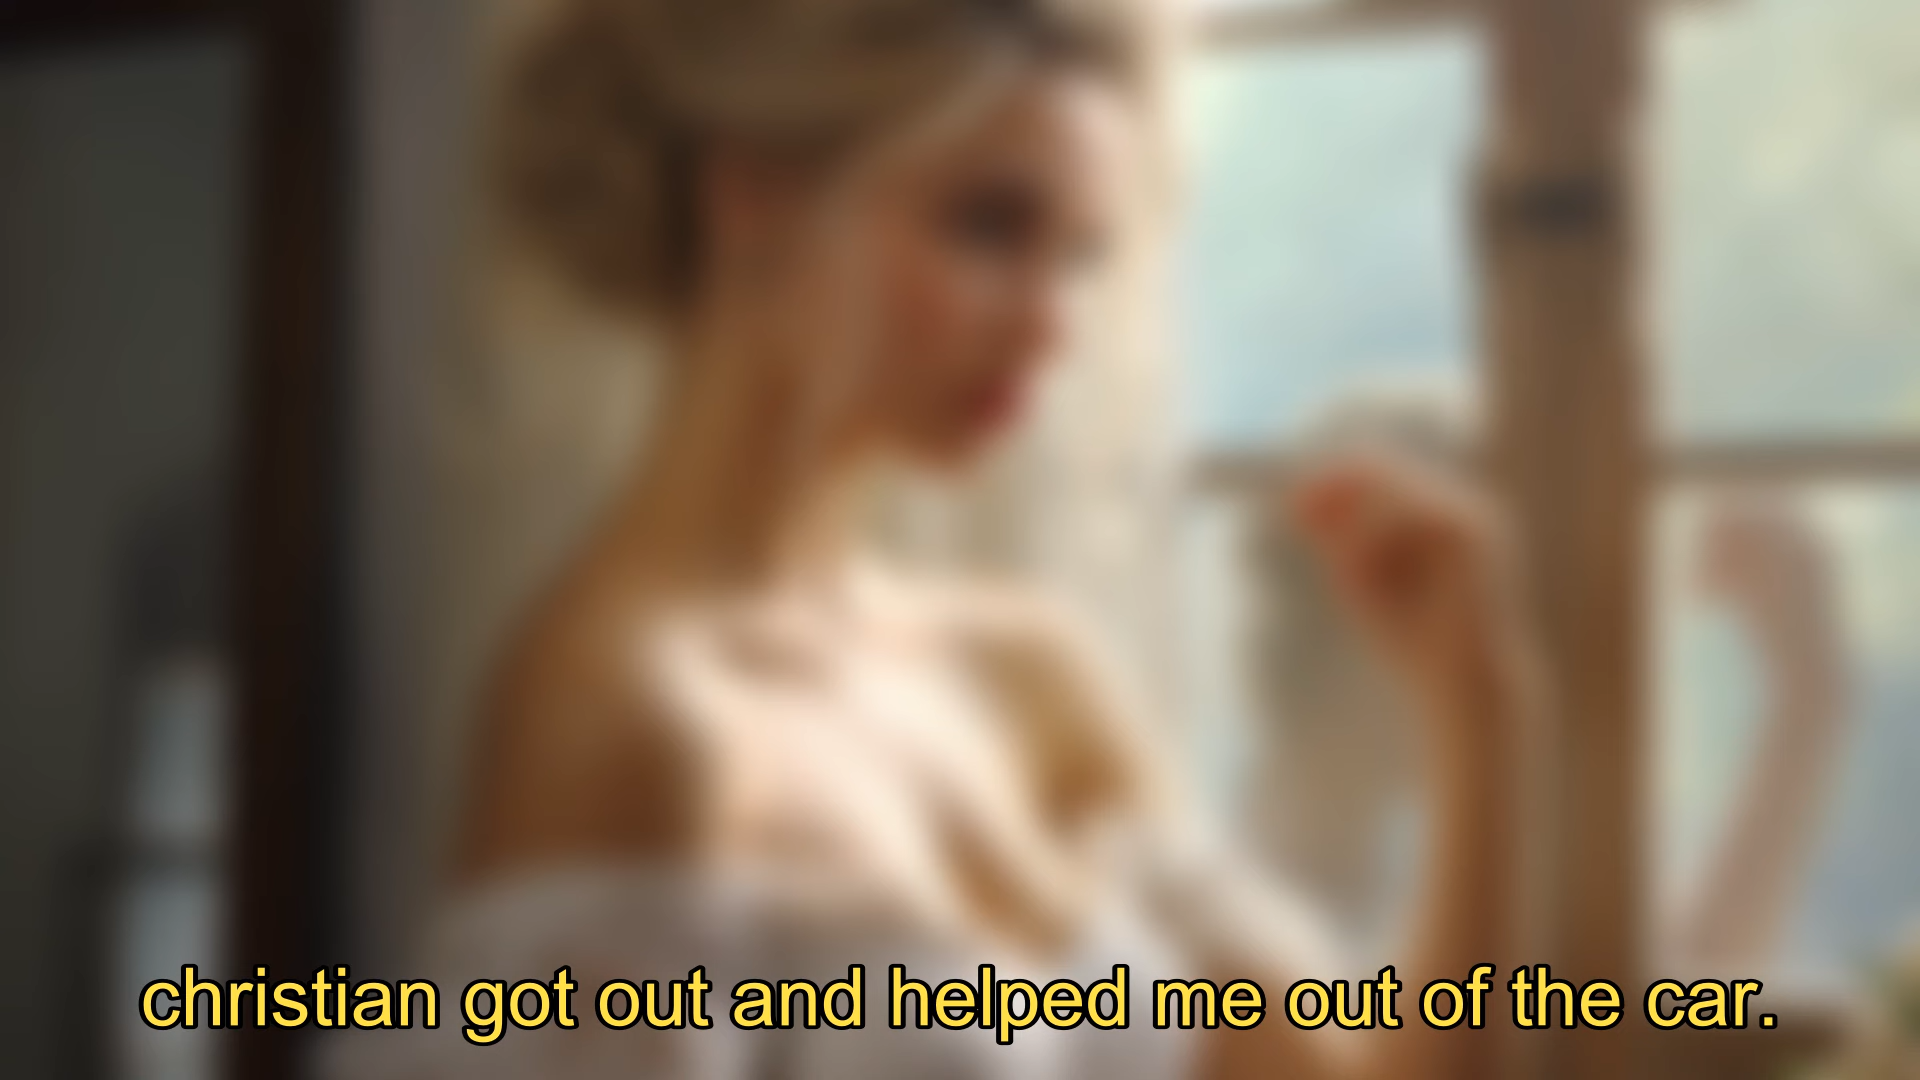 christian got out and helped me out of the car.